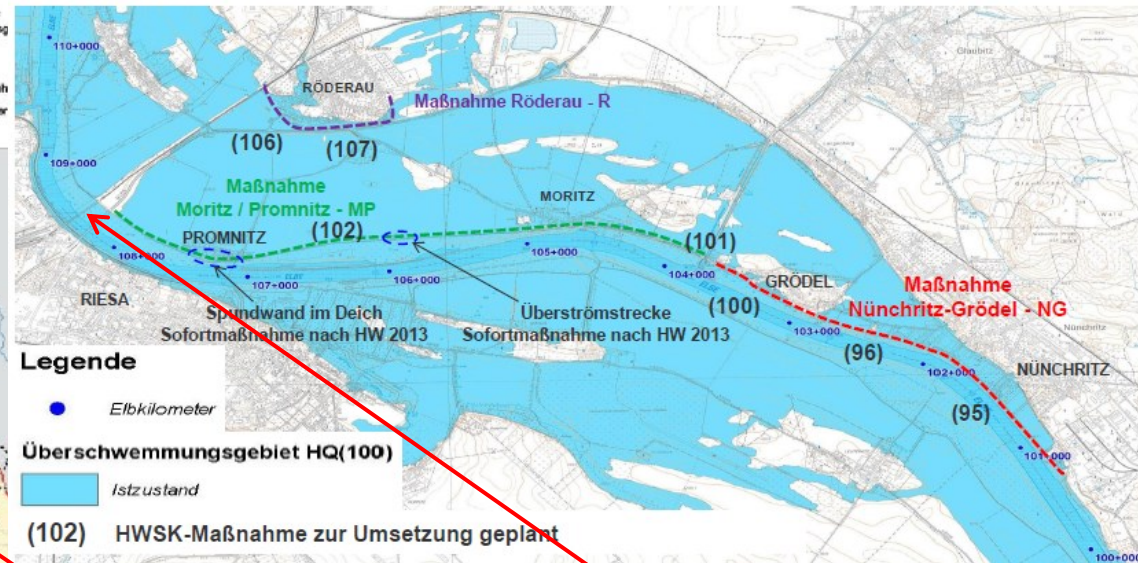 110+000
Glaubitz
RÖDERAU
Maßnahme Röderau - R
(106)
(107)
109+000
Maßnahme
Moritz / Promnitz - MP
MORITZ
PROMNITZ
(102)
(101)
108+000
105+000
104+000
GRÖDEL
Maßnahme
Nünchritz-Grödel - NG
107+000
106+000
ELBE
(100)
RIESA
Spundwand im Deich
Sofortmaßnahme nach HW 2013
Überströmstrecke
Sofortmaßnahme nach HW 2013
103+000
(96)
Nünchritz
NÜNCHRITZ
102+000
(95)
101+000
100+000
Legende
Elbkilometer
Überschwemmungsgebiet HQ(100)
Istzustand
(102) HWSK-Maßnahme zur Umsetzung geplant